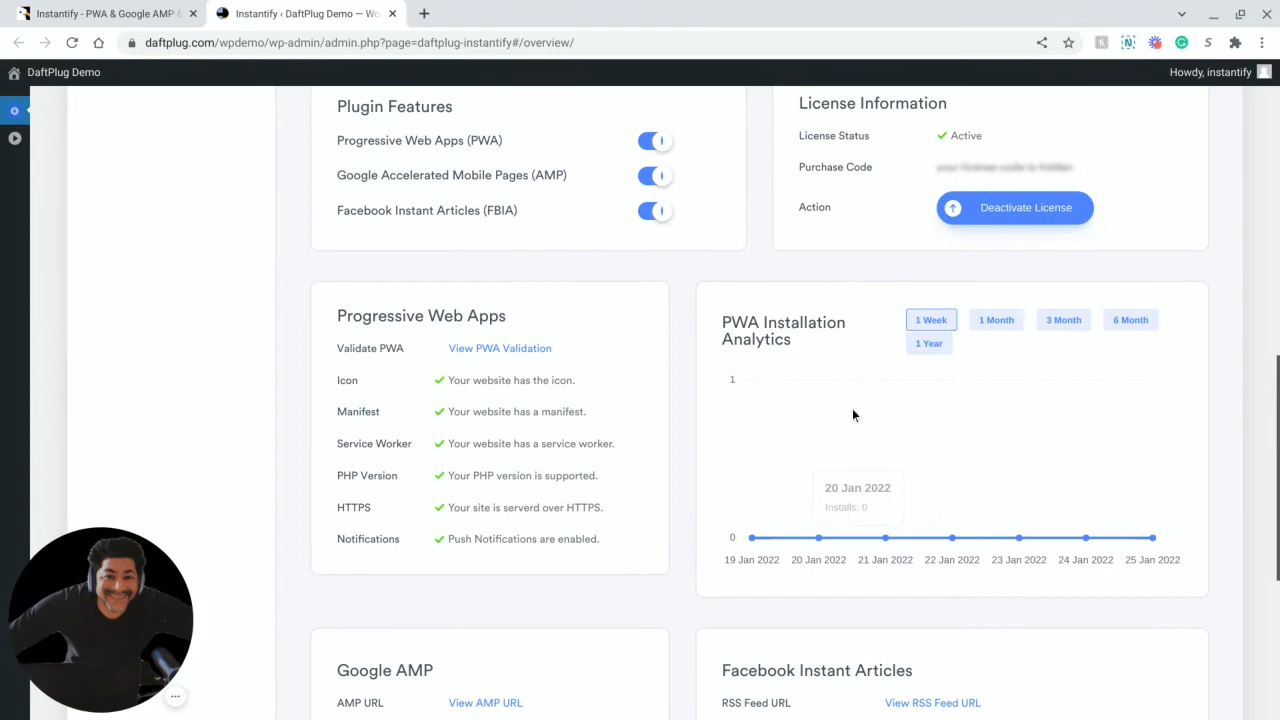 Instantify - PWA & Google AMP &
Instantify ‹ DaftPlug Demo — Wo
daftplug.com/wpdemo/wp-admin/admin.php?page=daftplug-instantify#/overview/
DaftPlug Demo
Howdy, instantify
Plugin Features
Progressive Web Apps (PWA)
Google Accelerated Mobile Pages (AMP)
Facebook Instant Articles (FBIA)
License Information
License Status
Active
Purchase Code
your license code is hidden
Action
Deactivate License
Progressive Web Apps
Validate PWA
View PWA Validation
Icon
Your website has the icon.
Manifest
Your website has a manifest.
Service Worker
Your website has a service worker.
PHP Version
Your PHP version is supported.
HTTPS
Your site is serverd over HTTPS.
Notifications
Push Notifications are enabled.
PWA Installation
Analytics
1 Week
1 Month
3 Month
6 Month
1 Year
1
20 Jan 2022
Installs: 0
0
19 Jan 2022
20 Jan 2022
21 Jan 2022
22 Jan 2022
23 Jan 2022
24 Jan 2022
25 Jan 2022
Google AMP
AMP URL
View AMP URL
Facebook Instant Articles
RSS Feed URL
View RSS Feed URL